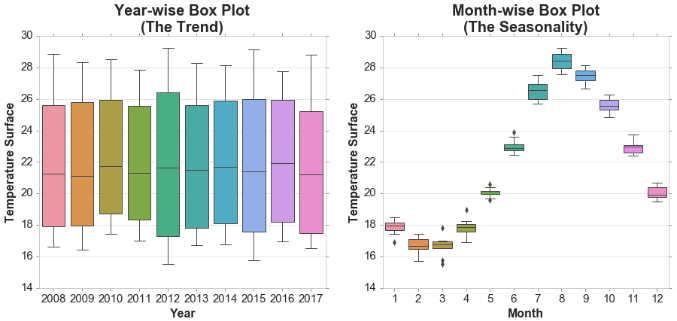 Year-wise Box Plot
(The Trend)
Temperature Surface
30
28
26
24
22
20
18
16
14
2008 2009 2010 2011 2012 2013 2014 2015 2016 2017
Year
Month-wise Box Plot
(The Seasonality)
Temperature Surface
30
28
26
24
22
20
18
16
14
1 2 3 4 5 6 7 8 9 10 11 12
Month